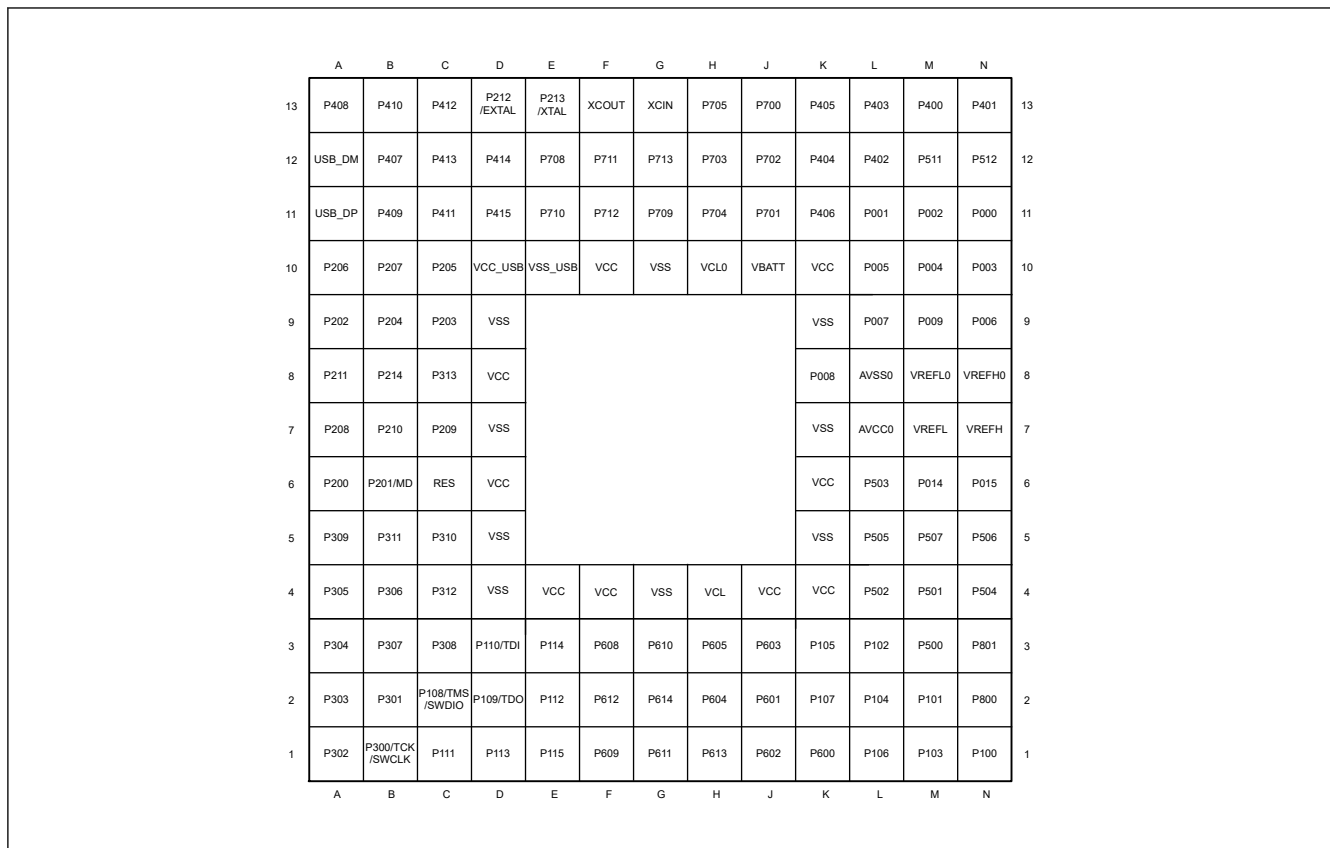 A B C D E F G H J K L M N
13 P408 P410 P412 P212 /EXTAL P213 /XTAL XCOUT XCIN P705 P700 P405 P403 P400 P401 13
12 USB_DM P407 P413 P414 P708 P711 P713 P703 P702 P404 P402 P511 P512 12
11 USB_DP P409 P411 P415 P710 P712 P709 P704 P701 P406 P001 P002 P000 11
10 P206 P207 P205 VCC_USB VSS_USB VCC VSS VCL0 VBATT VCC P005 P004 P003 10
9 P202 P204 P203 VSS VSS P007 P009 P006 9
8 P211 P214 P313 VCC P008 AVSS0 VREFL0 VREFH0 8
7 P208 P210 P209 VSS VSS AVCC0 VREFL VREFH 7
6 P200 P201/MD RES VCC VCC P503 P014 P015 6
5 P309 P311 P310 VSS VSS P505 P507 P506 5
4 P305 P306 P312 VSS VCC VCC VSS VCL VCC VCC P502 P501 P504 4
3 P304 P307 P308 P110/TDI P114 P608 P610 P605 P603 P105 P102 P500 P801 3
2 P303 P301 P108/TMS /SWDIO P109/TDO P112 P612 P614 P604 P601 P107 P104 P101 P800 2
1 P302 P300/TCK /SWCLK P111 P113 P115 P609 P611 P613 P602 P600 P106 P103 P100 1
A B C D E F G H J K L M N